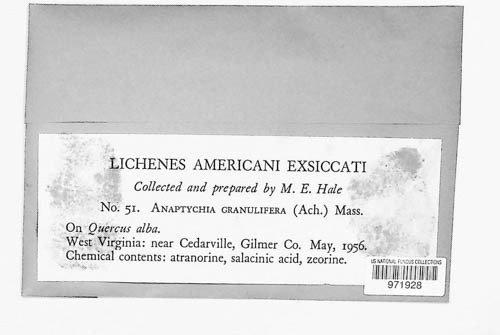 LICHENES AMERICANI EXSICCATI
Collected and prepared by M. E. Hale
No. 51. ANAPTYCHIA GRANULIFERA (Ach.) Mass.
On Quercus alba.
West Virginia: near Cedarville, Gilmer Co. May, 1956.
Chemical contents: atranorine, salacinic acid, zeorine.
US NATIONAL FUNGUS COLLECTIONS
971928